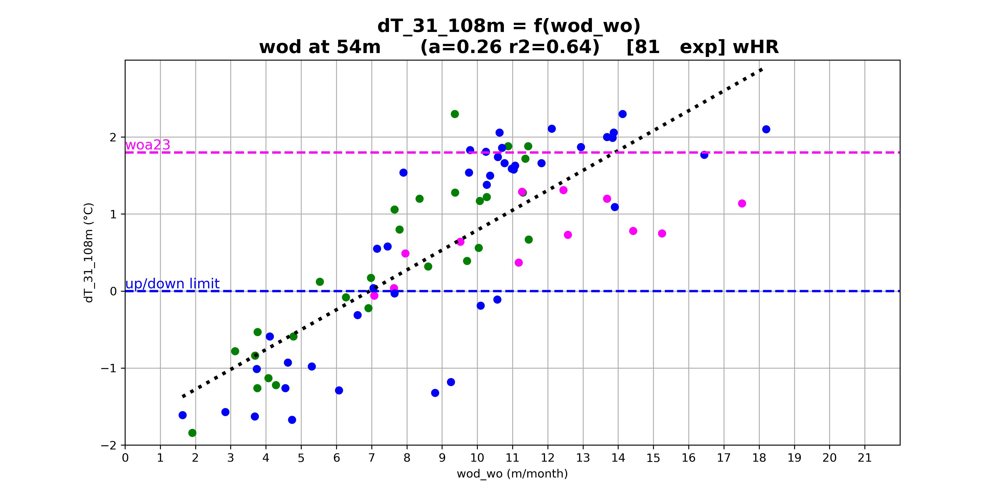 dT_31_108m = f(wod_wo)
wod at 54m (a=0.26 r2=0.64) [81 exp] wHR
2
1
0
−1
−2
dT_31_108m (°C)
woa23
up/down limit
0 1 2 3 4 5 6 7 8 9 10 11 12 13 14 15 16 17 18 19 20 21
wod_wo (m/month)